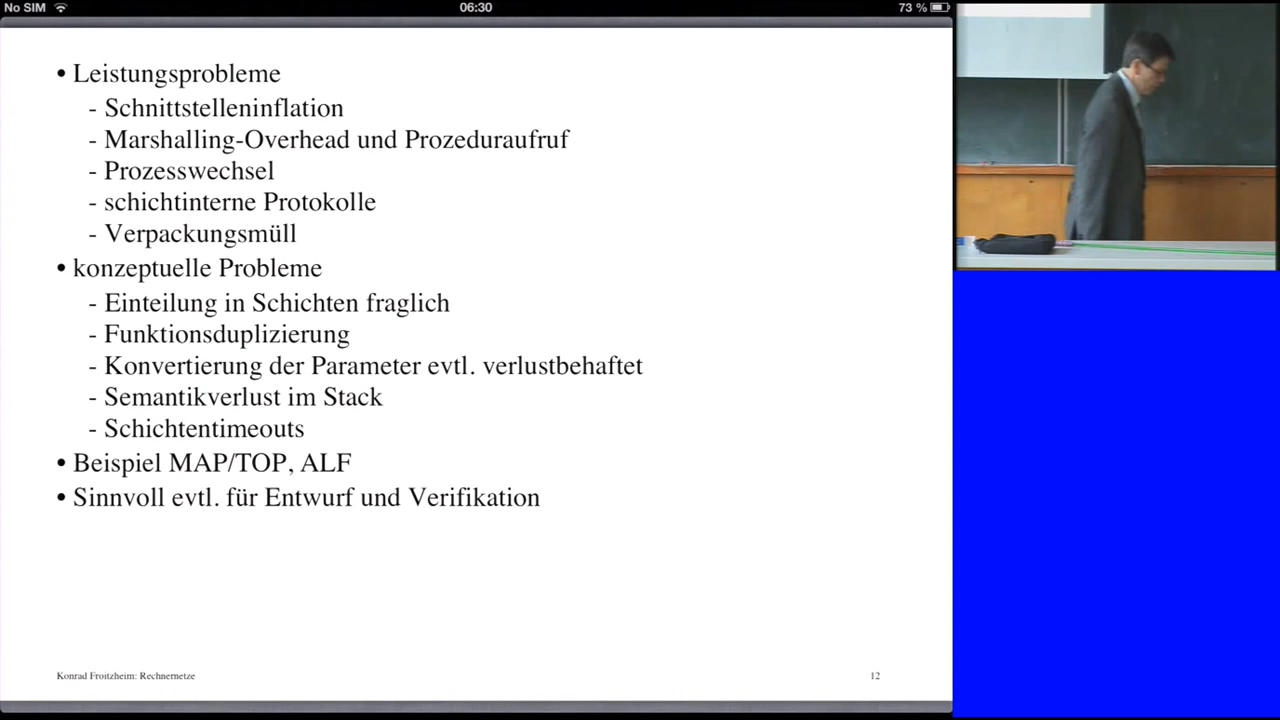 No SIM 06:30 73 %
• Leistungsprobleme
- Schnittstelleninflation
- Marshalling-Overhead und Prozeduraufruf
- Prozesswechsel
- schichtinterne Protokolle
- Verpackungsmüll
• konzeptuelle Probleme
- Einteilung in Schichten fraglich
- Funktionsduplizierung
- Konvertierung der Parameter evtl. verlustbehaftet
- Semantikverlust im Stack
- Schichtentimeouts
• Beispiel MAP/TOP, ALF
• Sinnvoll evtl. für Entwurf und Verifikation
Konrad Froitzheim: Rechnernetze 12